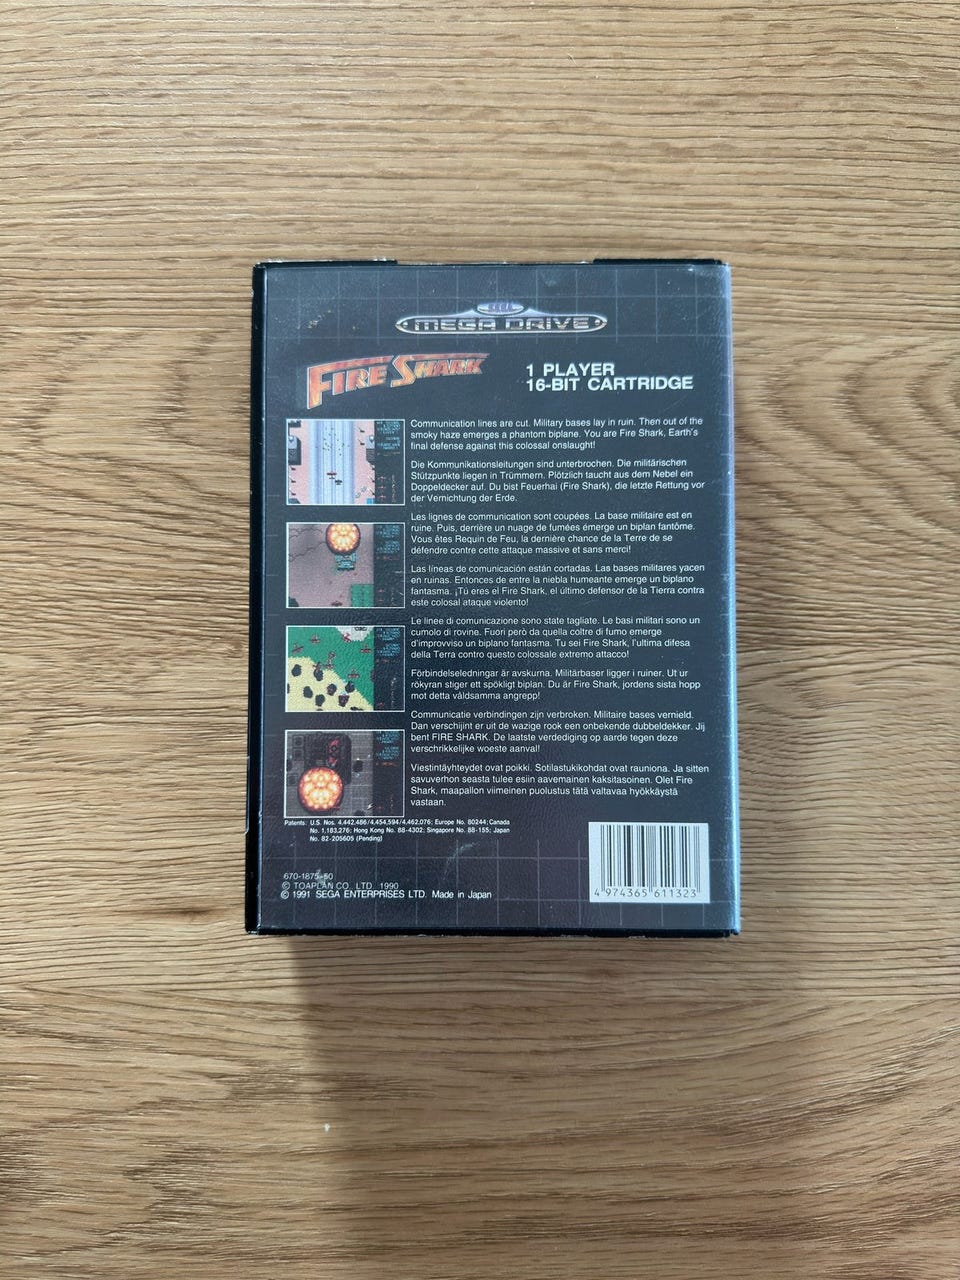 SEGA
MEGA DRIVE
FIRE SHARK
1 PLAYER
16-BIT CARTRIDGE
Communication lines are cut. Military bases lay in ruin. Then out of the
smoky haze emerges a phantom biplane. You are Fire Shark, Earth's
final defense against this colossal onslaught!
Die Kommunikationsleitungen sind unterbrochen. Die militärischen
Stützpunkte liegen in Trümmern. Plötzlich taucht aus dem Nebel ein
Doppeldecker auf. Du bist Feuerhai (Fire Shark), die letzte Rettung vor
der Vernichtung der Erde.
Les lignes de communication sont coupées. La base militaire est en
ruine. Puis, derrière un nuage de fumées émerge un biplan fantôme.
Vous êtes Requin de Feu, la dernière chance de la Terre de se
défendre contre cette attaque massive et sans merci!
Las líneas de comunicación están cortadas. Las bases militares yacen
en ruinas. Entonces de entre la niebla humeante emerge un biplano
fantasma. ¡Tú eres el Fire Shark, el último defensor de la Tierra contra
este colosal ataque violento!
Le linee di comunicazione sono state tagliate. Le basi militari sono un
cumolo di rovine. Fuori però da quella coltre di fumo emerge
d'improvviso un biplano fantasma. Tu sei Fire Shark, l'ultima difesa
della Terra contro questo colossale extremo attacco!
Förbindelseledningar är avskurna. Militärbaser ligger i ruiner. Ut ur
rökyran stiger ett spökligt biplan. Du är Fire Shark, jordens sista hopp
mot detta våldsamma angrepp!
Communicatie verbindingen zijn verbroken. Militaire bases vernield.
Dan verschijnt er uit de wazige rook een onbekende dubbeldekker. Jij
bent FIRE SHARK. De laatste verdediging op aarde tegen deze
verschrikkelijke woeste aanval!
Viestintäyhteydet ovat poikki. Sotilastukikohdat ovat rauniona. Ja sitten
savuverhon seasta tulee esiin aavemainen kaksitasoinen. Olet Fire
Shark, maapallon viimeinen puolustus tätä valtavaa hyökkäystä
vastaan.
Patents: U.S. Nos. 4,442,486/4,454,594/4,462,076; Europe No. 80244; Canada
No. 1,183,276; Hong Kong No. 88-4302; Singapore No. 88-155; Japan
No. 82-205605 (Pending)
670-1875-50
© TOAPLAN CO., LTD. 1990
© 1991 SEGA ENTERPRISES LTD. Made in Japan
4 974365 611323